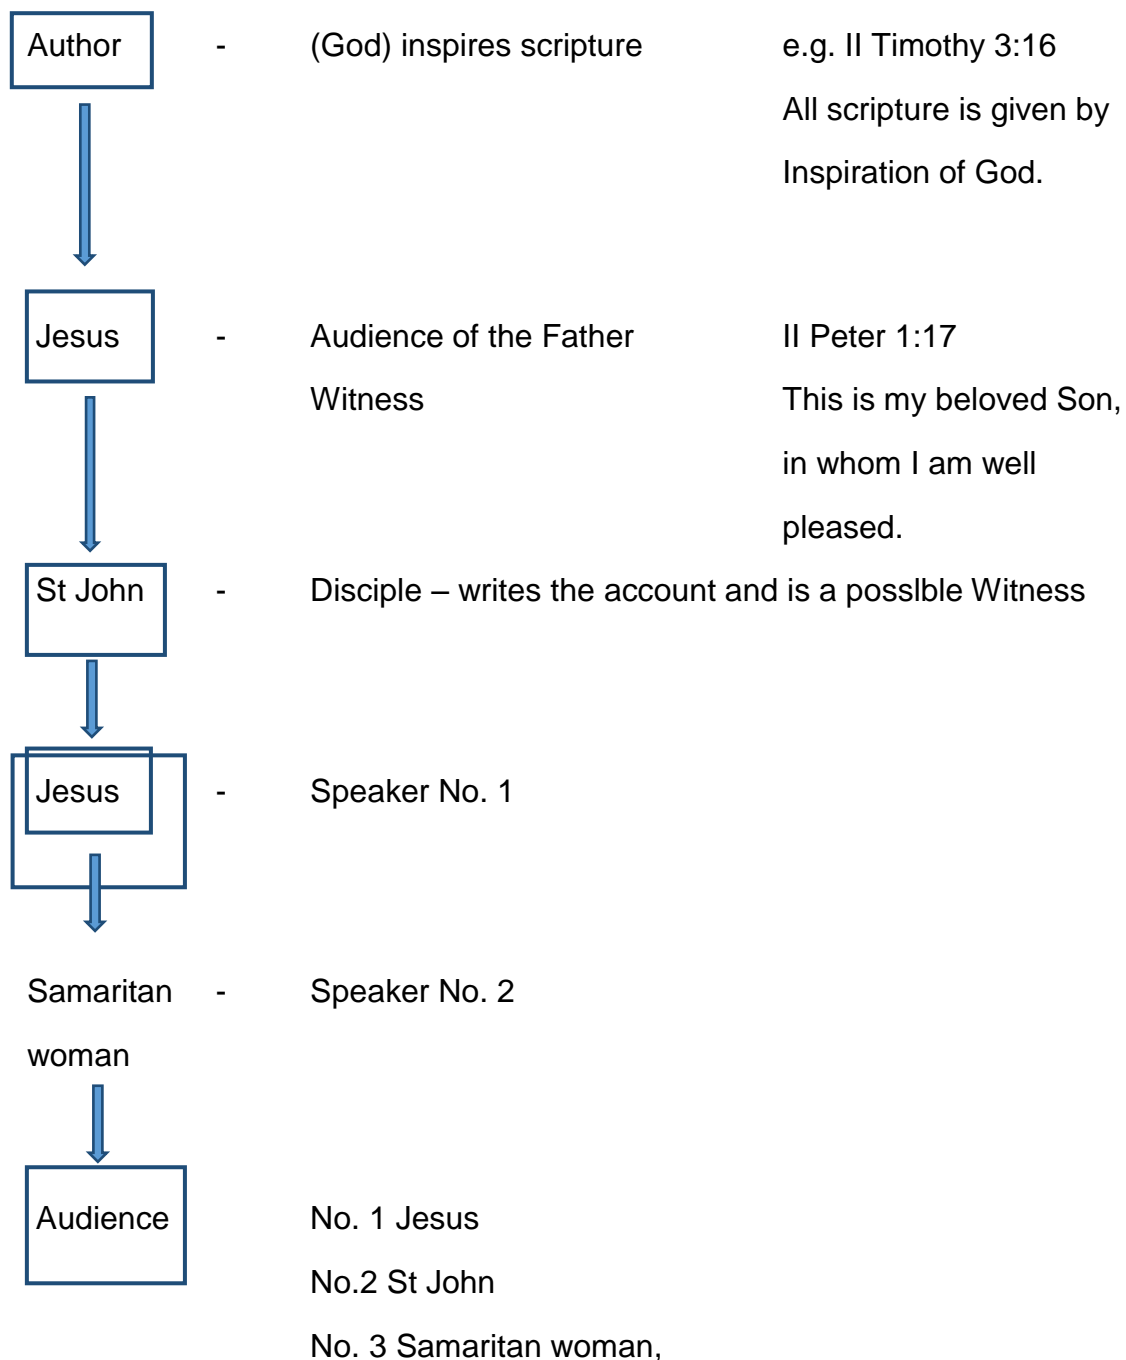 Author - (God) inspires scripture e.g. II Timothy 3:16
All scripture is given by
Inspiration of God.
Jesus - Audience of the Father II Peter 1:17
Witness This is my beloved Son,
in whom I am well
pleased.
St John - Disciple – writes the account and is a posslble Witness
Jesus - Speaker No. 1
Samaritan - Speaker No. 2
woman
Audience No. 1 Jesus
No.2 St John
No. 3 Samaritan woman,